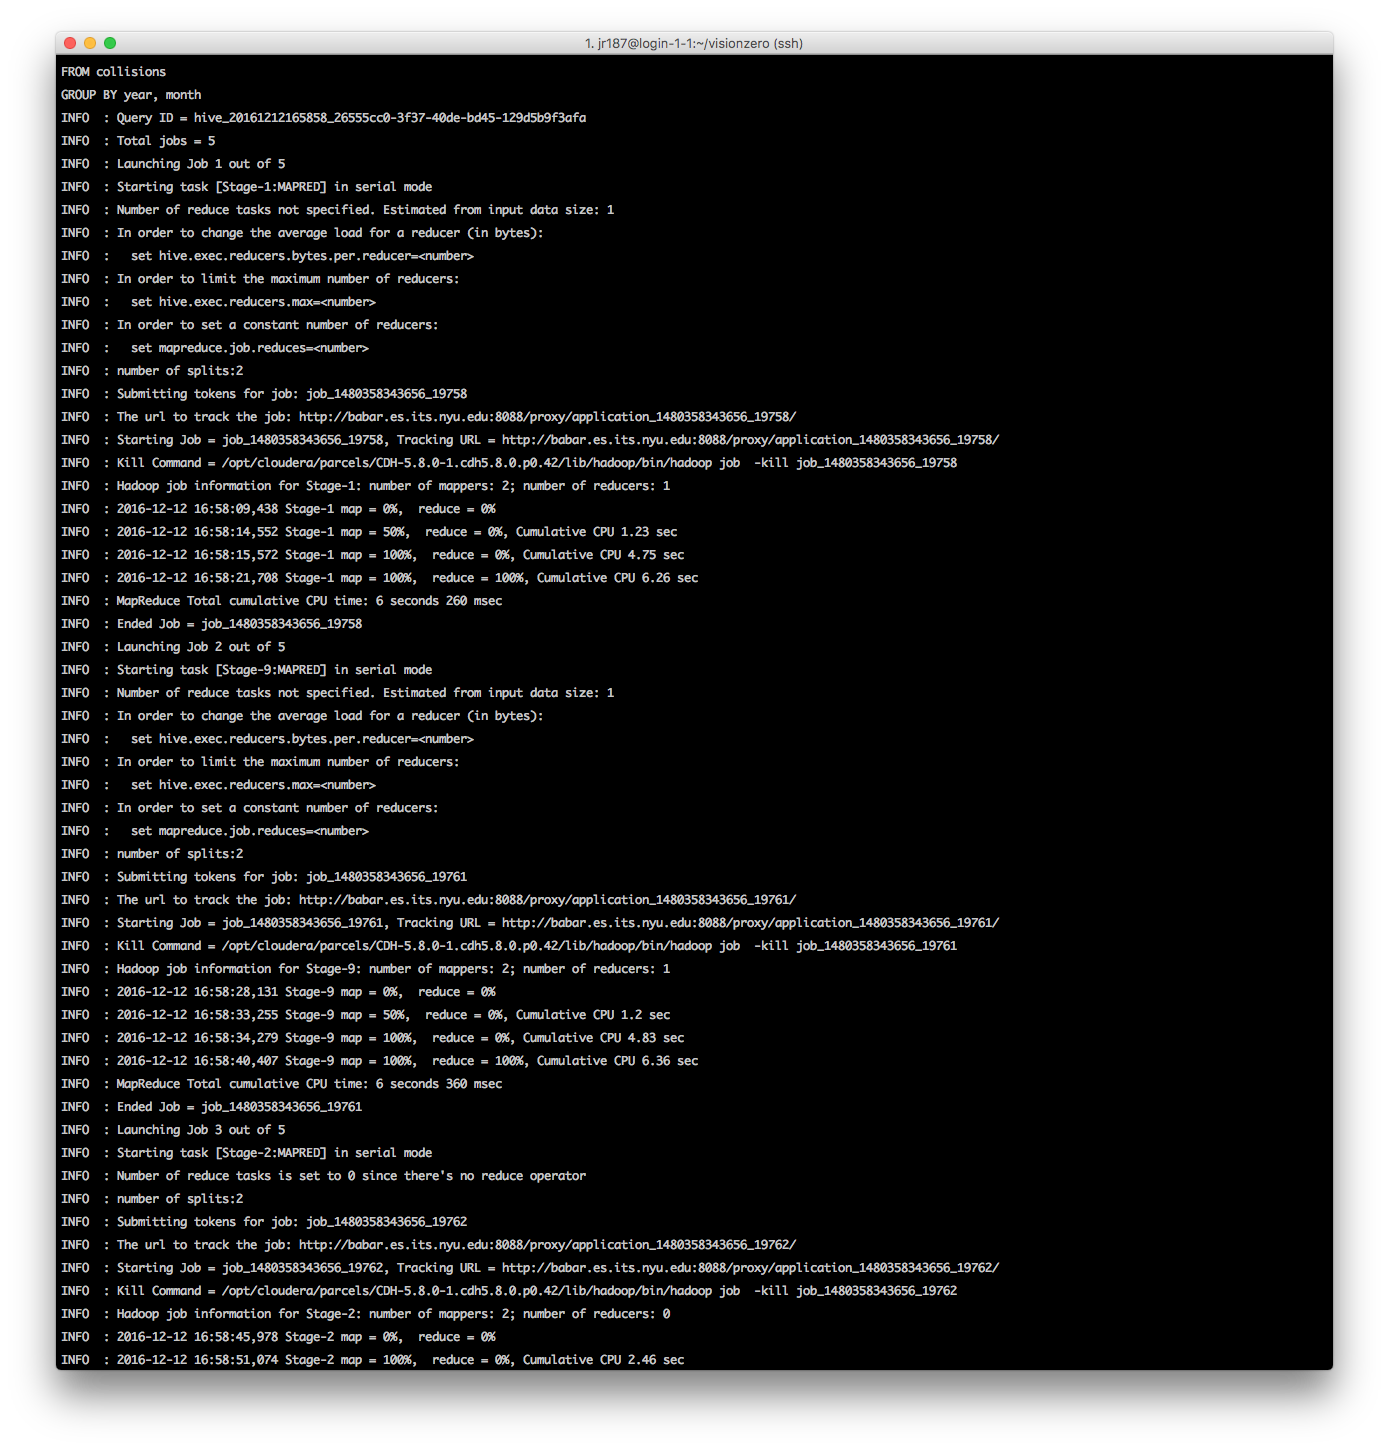 1. jr187@login-1-1:~/visionzero (ssh)
FROM collisions
GROUP BY year, month
INFO  : Query ID = hive_20161212165858_26555cc0-3f37-40de-bd45-129d5b9f3afa
INFO  : Total jobs = 5
INFO  : Launching Job 1 out of 5
INFO  : Starting task [Stage-1:MAPRED] in serial mode
INFO  : Number of reduce tasks not specified. Estimated from input data size: 1
INFO  : In order to change the average load for a reducer (in bytes):
INFO  :   set hive.exec.reducers.bytes.per.reducer=<number>
INFO  : In order to limit the maximum number of reducers:
INFO  :   set hive.exec.reducers.max=<number>
INFO  : In order to set a constant number of reducers:
INFO  :   set mapreduce.job.reduces=<number>
INFO  : number of splits:2
INFO  : Submitting tokens for job: job_1480358343656_19758
INFO  : The url to track the job: http://babar.es.its.nyu.edu:8088/proxy/application_1480358343656_19758/
INFO  : Starting Job = job_1480358343656_19758, Tracking URL = http://babar.es.its.nyu.edu:8088/proxy/application_1480358343656_19758/
INFO  : Kill Command = /opt/cloudera/parcels/CDH-5.8.0-1.cdh5.8.0.p0.42/lib/hadoop/bin/hadoop job  -kill job_1480358343656_19758
INFO  : Hadoop job information for Stage-1: number of mappers: 2; number of reducers: 1
INFO  : 2016-12-12 16:58:09,438 Stage-1 map = 0%,  reduce = 0%
INFO  : 2016-12-12 16:58:14,552 Stage-1 map = 50%,  reduce = 0%, Cumulative CPU 1.23 sec
INFO  : 2016-12-12 16:58:15,572 Stage-1 map = 100%,  reduce = 0%, Cumulative CPU 4.75 sec
INFO  : 2016-12-12 16:58:21,708 Stage-1 map = 100%,  reduce = 100%, Cumulative CPU 6.26 sec
INFO  : MapReduce Total cumulative CPU time: 6 seconds 260 msec
INFO  : Ended Job = job_1480358343656_19758
INFO  : Launching Job 2 out of 5
INFO  : Starting task [Stage-9:MAPRED] in serial mode
INFO  : Number of reduce tasks not specified. Estimated from input data size: 1
INFO  : In order to change the average load for a reducer (in bytes):
INFO  :   set hive.exec.reducers.bytes.per.reducer=<number>
INFO  : In order to limit the maximum number of reducers:
INFO  :   set hive.exec.reducers.max=<number>
INFO  : In order to set a constant number of reducers:
INFO  :   set mapreduce.job.reduces=<number>
INFO  : number of splits:2
INFO  : Submitting tokens for job: job_1480358343656_19761
INFO  : The url to track the job: http://babar.es.its.nyu.edu:8088/proxy/application_1480358343656_19761/
INFO  : Starting Job = job_1480358343656_19761, Tracking URL = http://babar.es.its.nyu.edu:8088/proxy/application_1480358343656_19761/
INFO  : Kill Command = /opt/cloudera/parcels/CDH-5.8.0-1.cdh5.8.0.p0.42/lib/hadoop/bin/hadoop job  -kill job_1480358343656_19761
INFO  : Hadoop job information for Stage-9: number of mappers: 2; number of reducers: 1
INFO  : 2016-12-12 16:58:28,131 Stage-9 map = 0%,  reduce = 0%
INFO  : 2016-12-12 16:58:33,255 Stage-9 map = 50%,  reduce = 0%, Cumulative CPU 1.2 sec
INFO  : 2016-12-12 16:58:34,279 Stage-9 map = 100%,  reduce = 0%, Cumulative CPU 4.83 sec
INFO  : 2016-12-12 16:58:40,407 Stage-9 map = 100%,  reduce = 100%, Cumulative CPU 6.36 sec
INFO  : MapReduce Total cumulative CPU time: 6 seconds 360 msec
INFO  : Ended Job = job_1480358343656_19761
INFO  : Launching Job 3 out of 5
INFO  : Starting task [Stage-2:MAPRED] in serial mode
INFO  : Number of reduce tasks is set to 0 since there's no reduce operator
INFO  : number of splits:2
INFO  : Submitting tokens for job: job_1480358343656_19762
INFO  : The url to track the job: http://babar.es.its.nyu.edu:8088/proxy/application_1480358343656_19762/
INFO  : Starting Job = job_1480358343656_19762, Tracking URL = http://babar.es.its.nyu.edu:8088/proxy/application_1480358343656_19762/
INFO  : Kill Command = /opt/cloudera/parcels/CDH-5.8.0-1.cdh5.8.0.p0.42/lib/hadoop/bin/hadoop job  -kill job_1480358343656_19762
INFO  : Hadoop job information for Stage-2: number of mappers: 2; number of reducers: 0
INFO  : 2016-12-12 16:58:45,978 Stage-2 map = 0%,  reduce = 0%
INFO  : 2016-12-12 16:58:51,074 Stage-2 map = 100%,  reduce = 0%, Cumulative CPU 2.46 sec